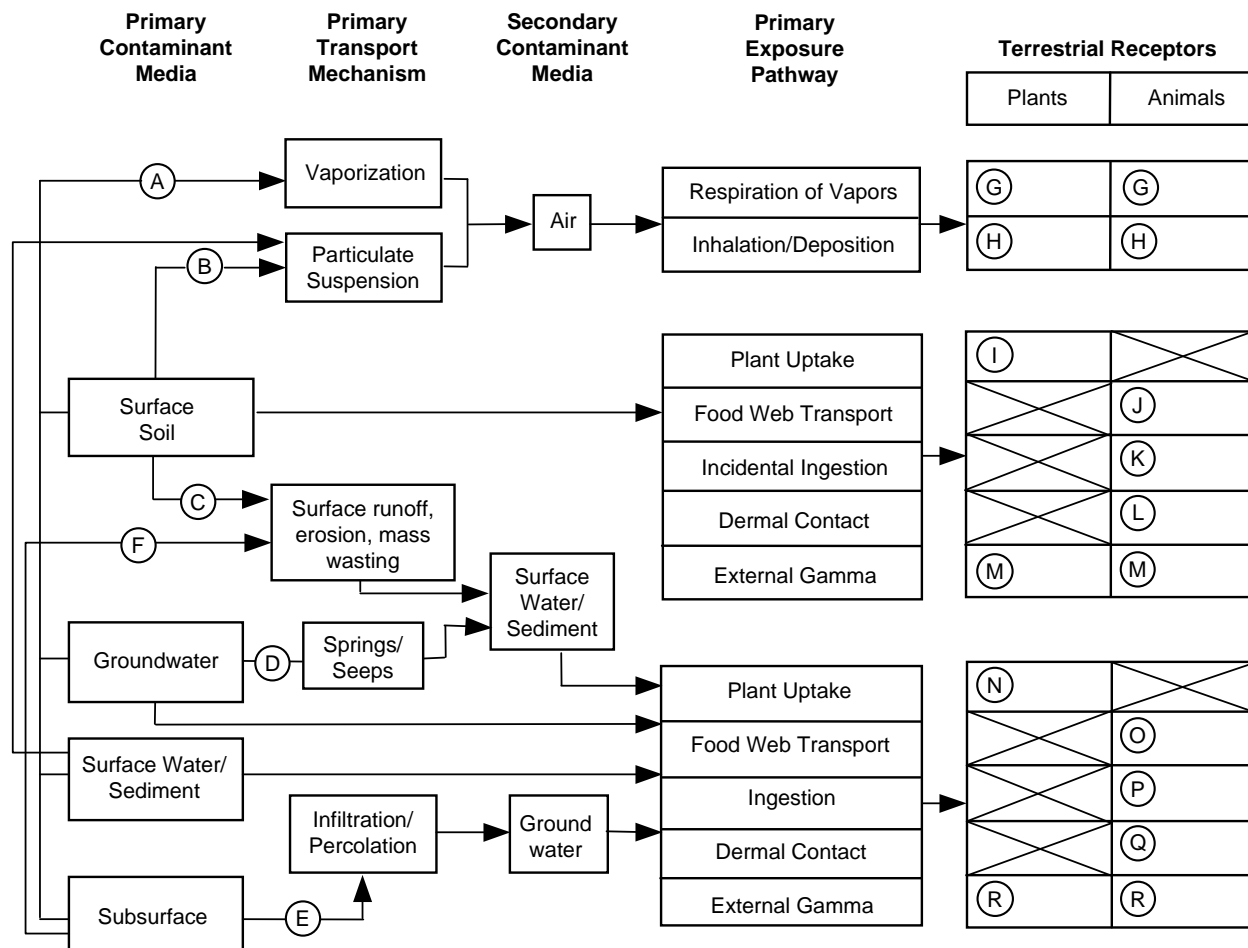 Primary
Contaminant
Media
Primary
Transport
Mechanism
Secondary
Contaminant
Media
Primary
Exposure
Pathway
Terrestrial Receptors
Plants
Animals
A
Vaporization
B
Particulate
Suspension
Air
Respiration of Vapors
Inhalation/Deposition
G
G
H
H
Surface
Soil
C
F
Surface runoff,
erosion, mass
wasting
Plant Uptake
Food Web Transport
Incidental Ingestion
Dermal Contact
External Gamma
I
J
K
L
M
M
Groundwater
D
Springs/
Seeps
Surface
Water/
Sediment
Surface Water/
Sediment
Infiltration/
Percolation
Ground
water
Subsurface
E
Plant Uptake
Food Web Transport
Ingestion
Dermal Contact
External Gamma
N
O
P
Q
R
R